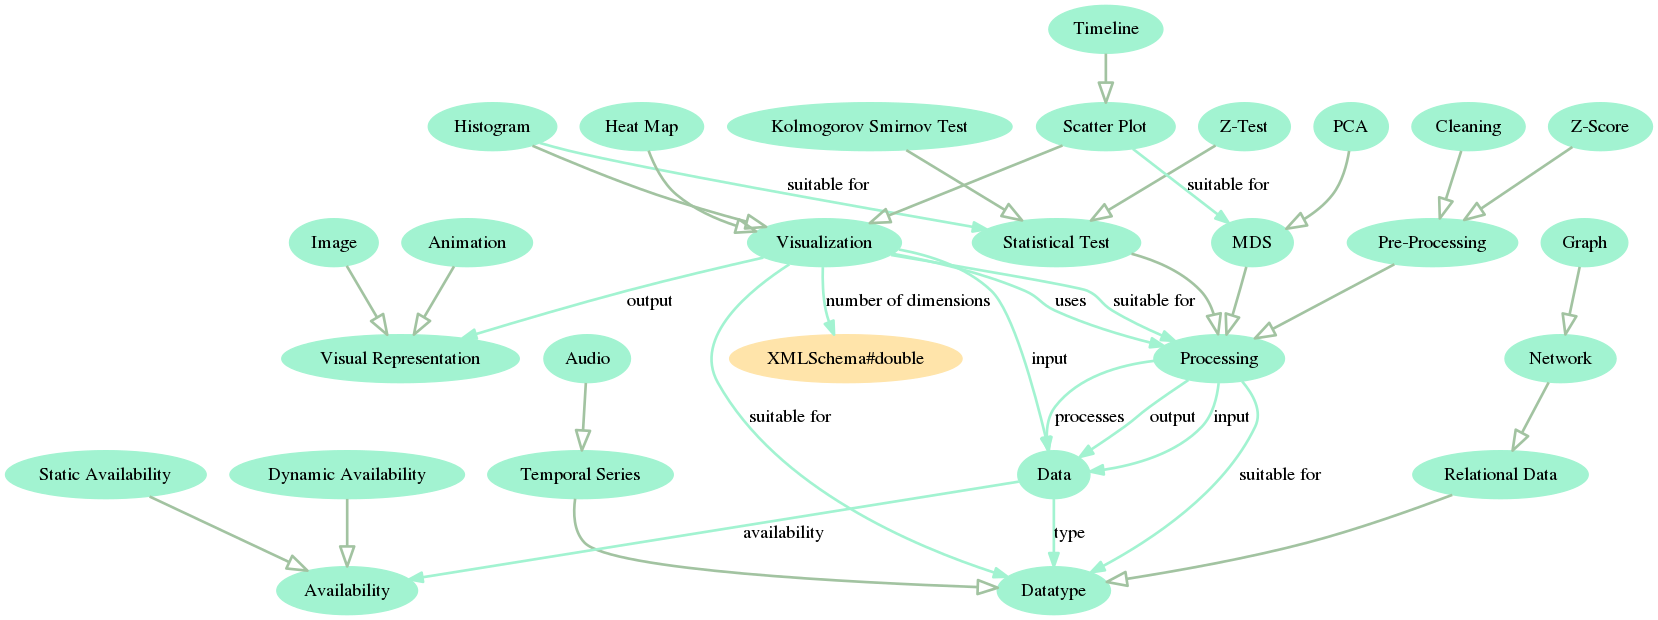 Timeline
Histogram
Heat Map
Kolmogorov Smirnov Test
Scatter Plot
Z-Test
PCA
Cleaning
Z-Score
suitable for
suitable for
Image
Animation
Visualization
Statistical Test
MDS
Pre-Processing
Graph
output
number of dimensions
uses
suitable for
Visual Representation
Audio
XMLSchema#double
input
Processing
Network
suitable for
processes
output
input
Static Availability
Dynamic Availability
Temporal Series
Data
suitable for
Relational Data
availability
type
Availability
Datatype